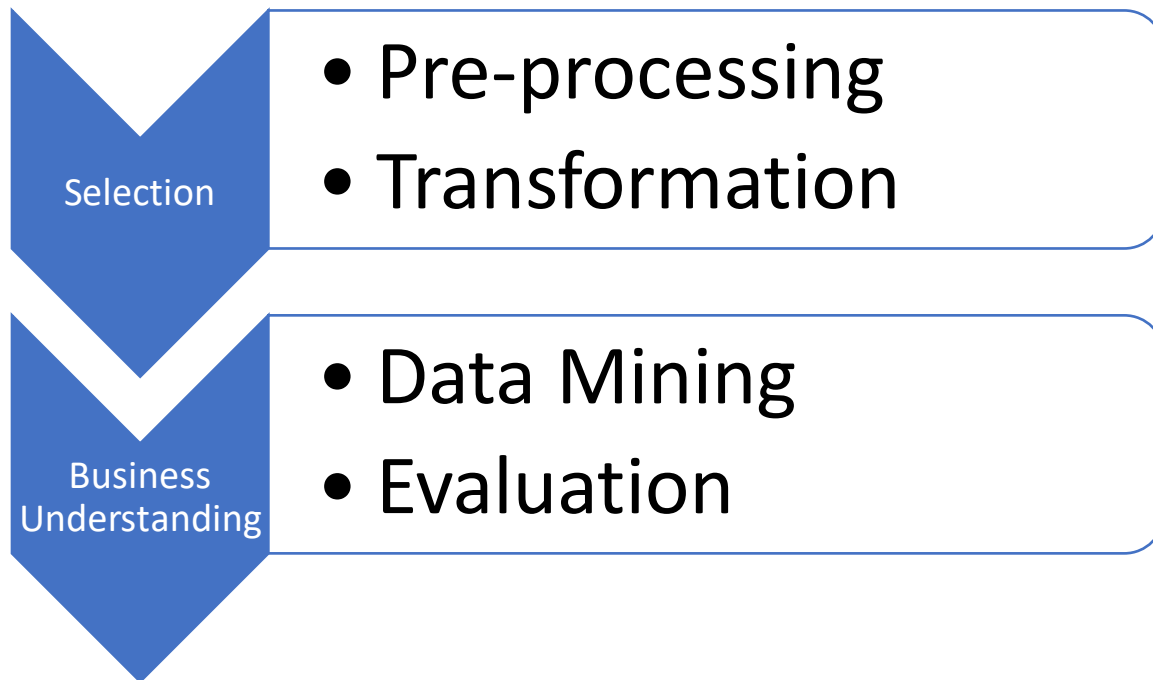 Selection
• Pre-processing
• Transformation
Business
Understanding
• Data Mining
• Evaluation